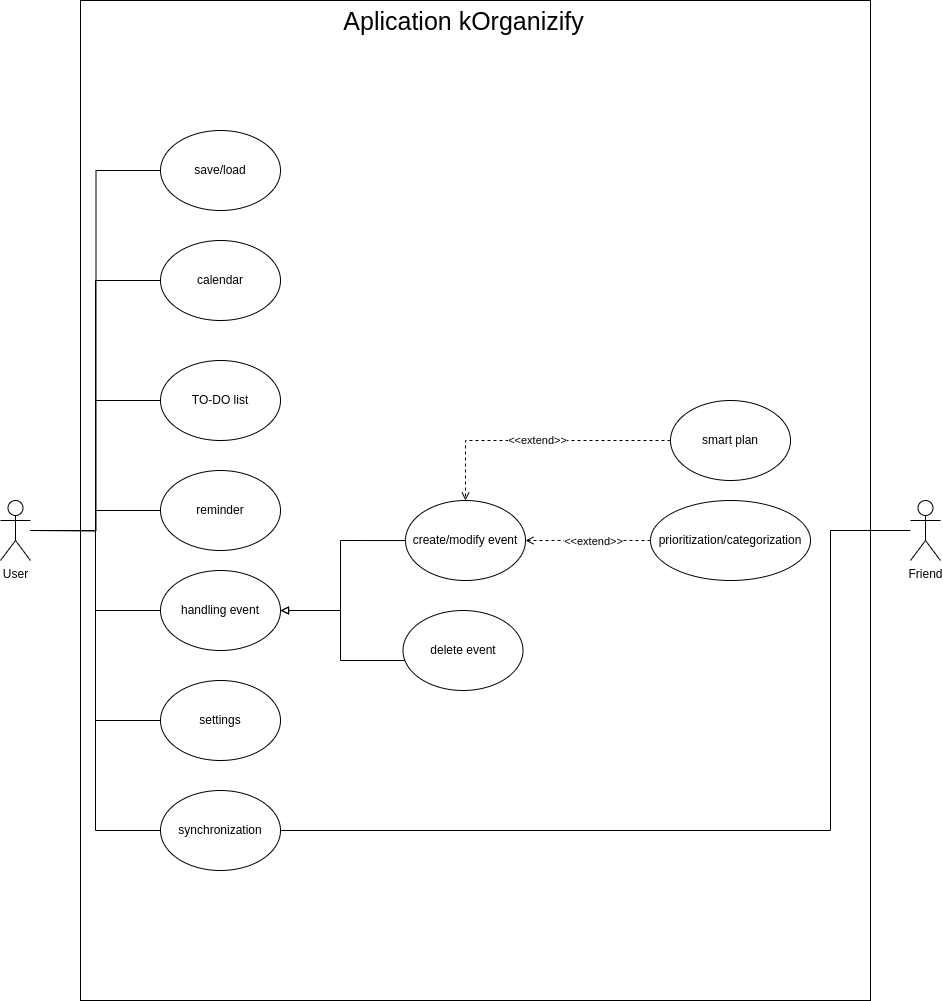 Aplication kOrganizify
save/load
calendar
TO-DO list
reminder
handling event
settings
synchronization
create/modify event
delete event
<<extend>>
<<extend>>
smart plan
prioritization/categorization
User
Friend